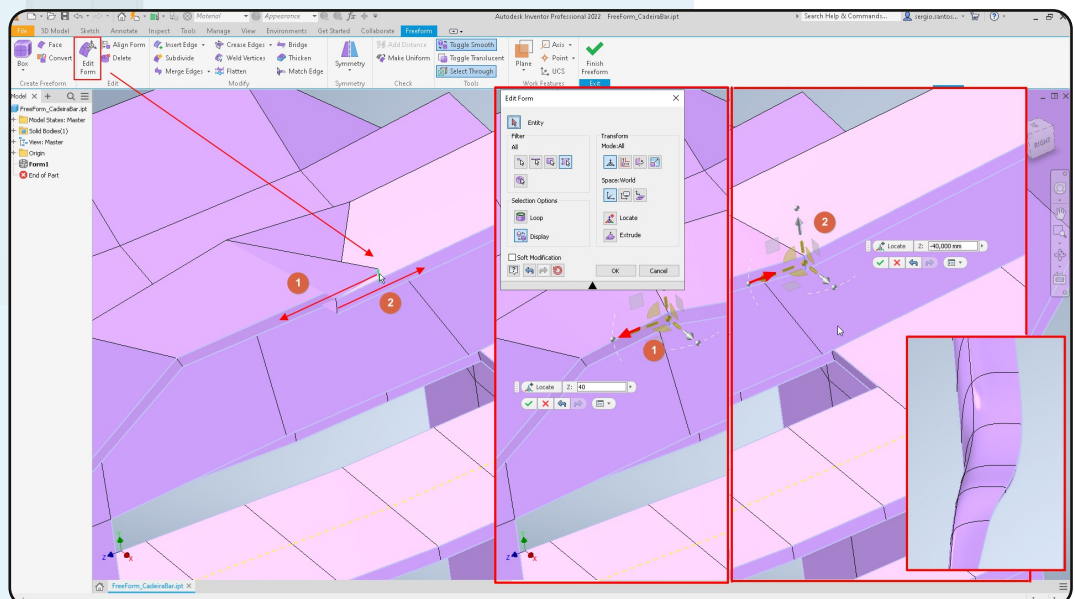 Material
Appearance
Autodesk Inventor Professional 2022 FreeForm_CadeiraBar.ipt
Search Help & Commands...
sergio.santos...
File 3D Model Sketch Annotate Inspect Tools Manage View Environments Get Started Collaborate Freeform
Box
Face
Convert
Edit Form
Align Form
Delete
Insert Edge
Subdivide
Merge Edges
Crease Edges
Weld Vertices
Flatten
Bridge
Thicken
Match Edge
Symmetry
Add Distance
Make Uniform
Toggle Smooth
Toggle Translucent
Select Through
Plane
Axis
Point
UCS
Finish Freeform
Create Freeform Edit Modify Symmetry Check Tools Work Features Exit
Model
FreeForm_CadeiraBar.ipt
Model States: Master
Solid Bodies(1)
View: Master
Origin
Form1
End of Part
1
2
Z
X
Edit Form
Entity
Filter
All
Transform
Mode:All
Space:World
Selection Options
Loop
Display
Locate
Extrude
Soft Modification
OK Cancel
1
Locate Z: 40
2
Locate Z: -40,000 mm
RIGHT
Z
X
FreeForm_CadeiraBar.ipt